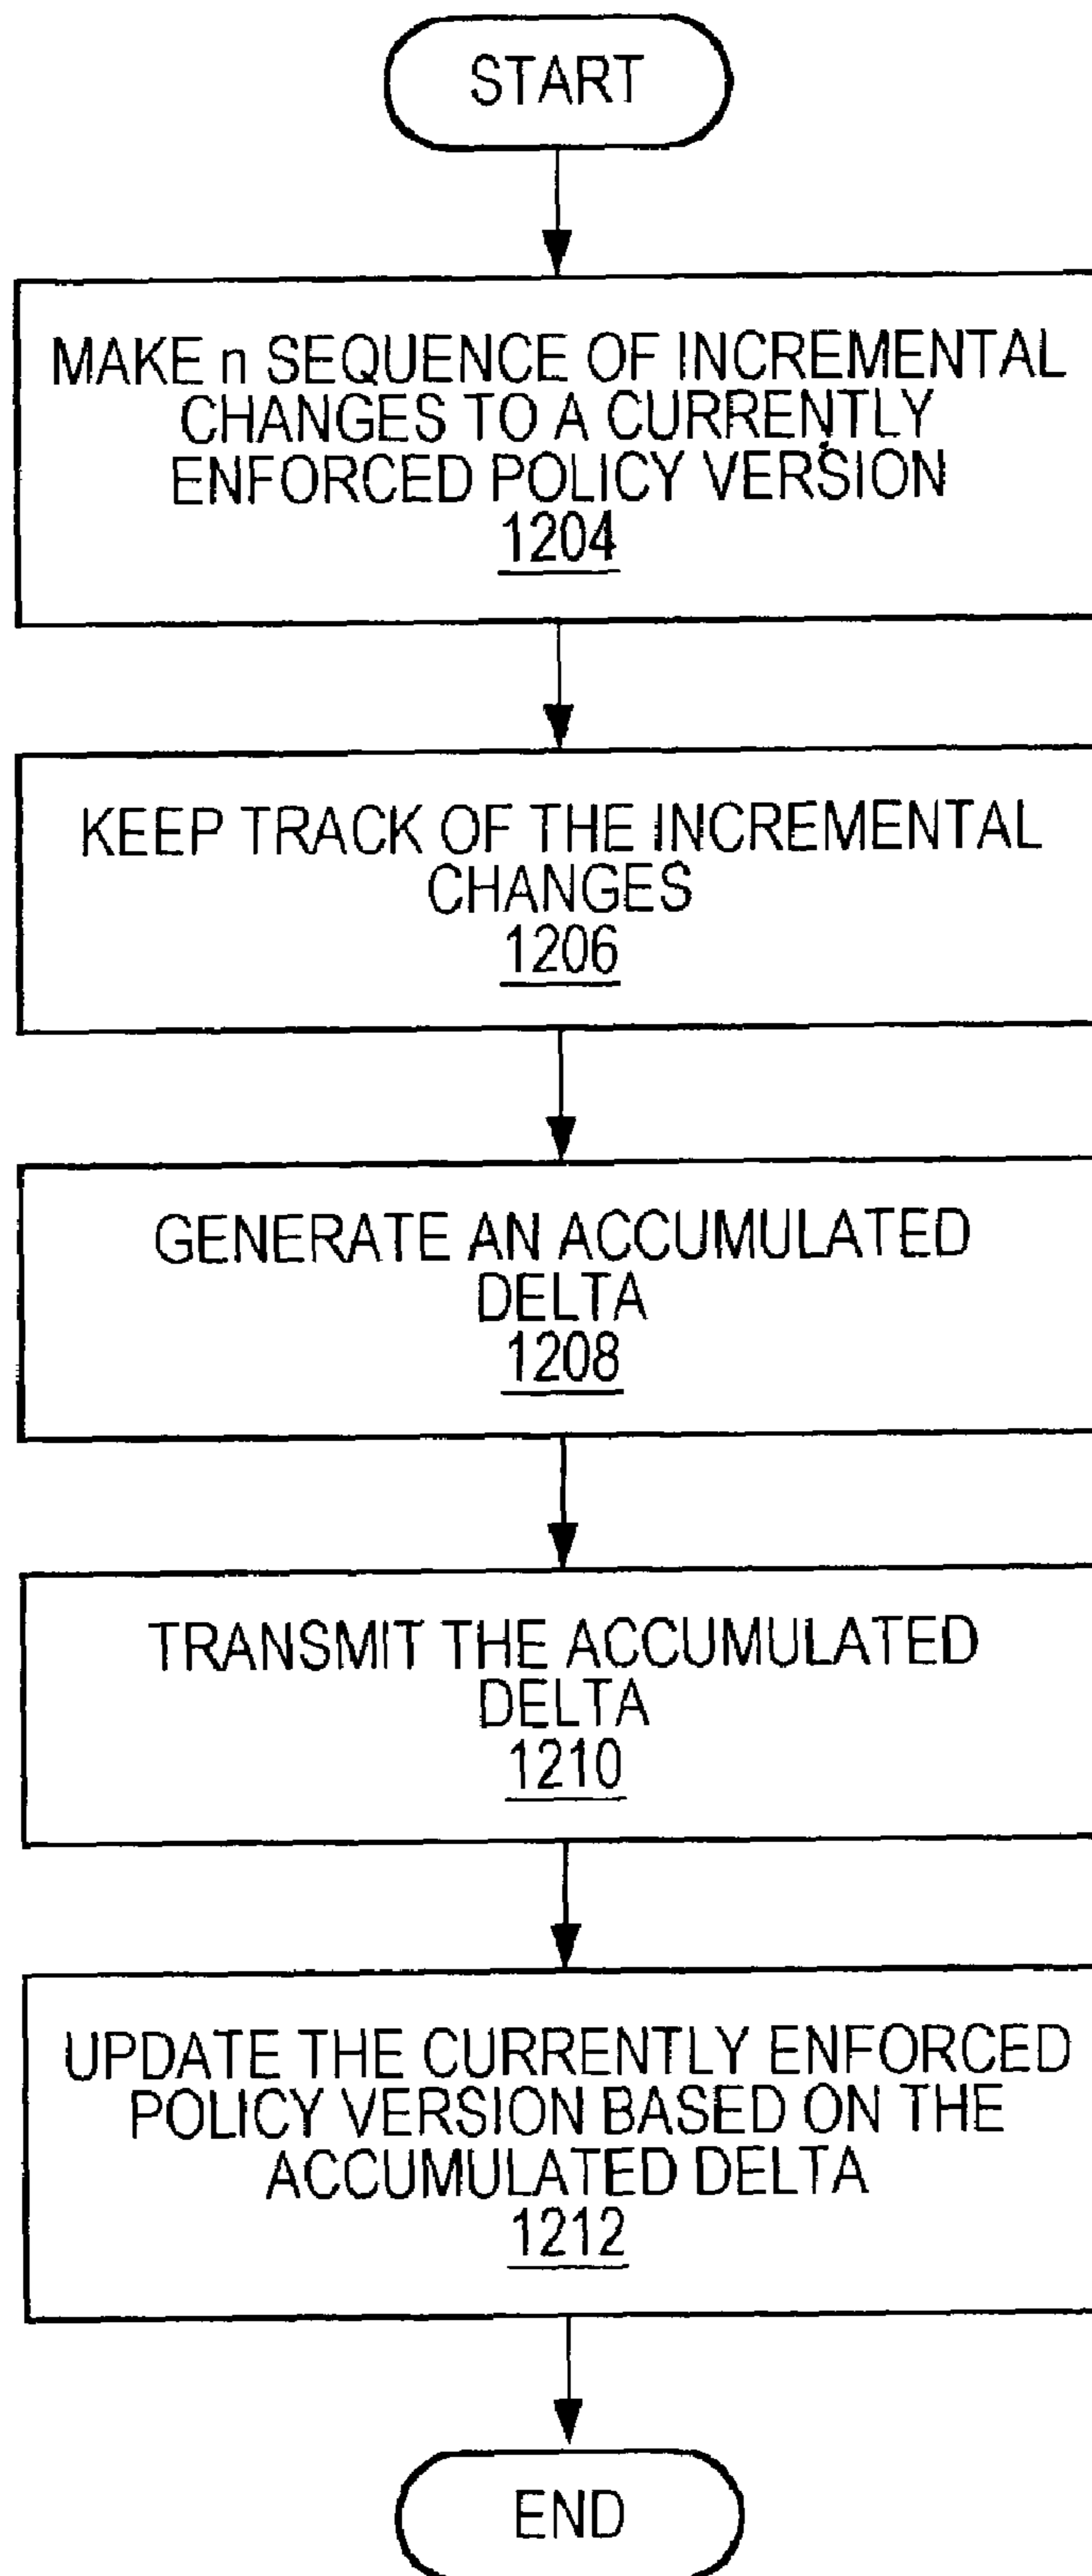 START
MAKE n SEQUENCE OF INCREMENTAL
CHANGES TO A CURRENTLY
ENFORCED POLICY VERSION
1204
KEEP TRACK OF THE INCREMENTAL
CHANGES
1206
GENERATE AN ACCUMULATED
DELTA
1208
TRANSMIT THE ACCUMULATED
DELTA
1210
UPDATE THE CURRENTLY ENFORCED
POLICY VERSION BASED ON THE
ACCUMULATED DELTA
1212
END